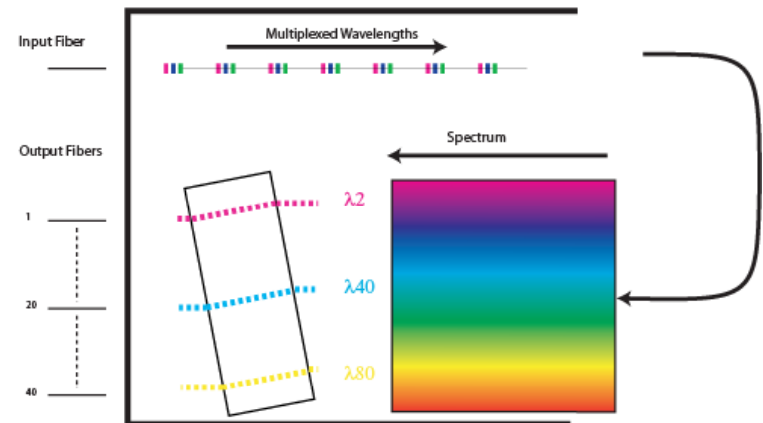 Multiplexed Wavelengths
Input Fiber
Spectrum
Output Fibers
λ2
1
λ40
20
λ80
40